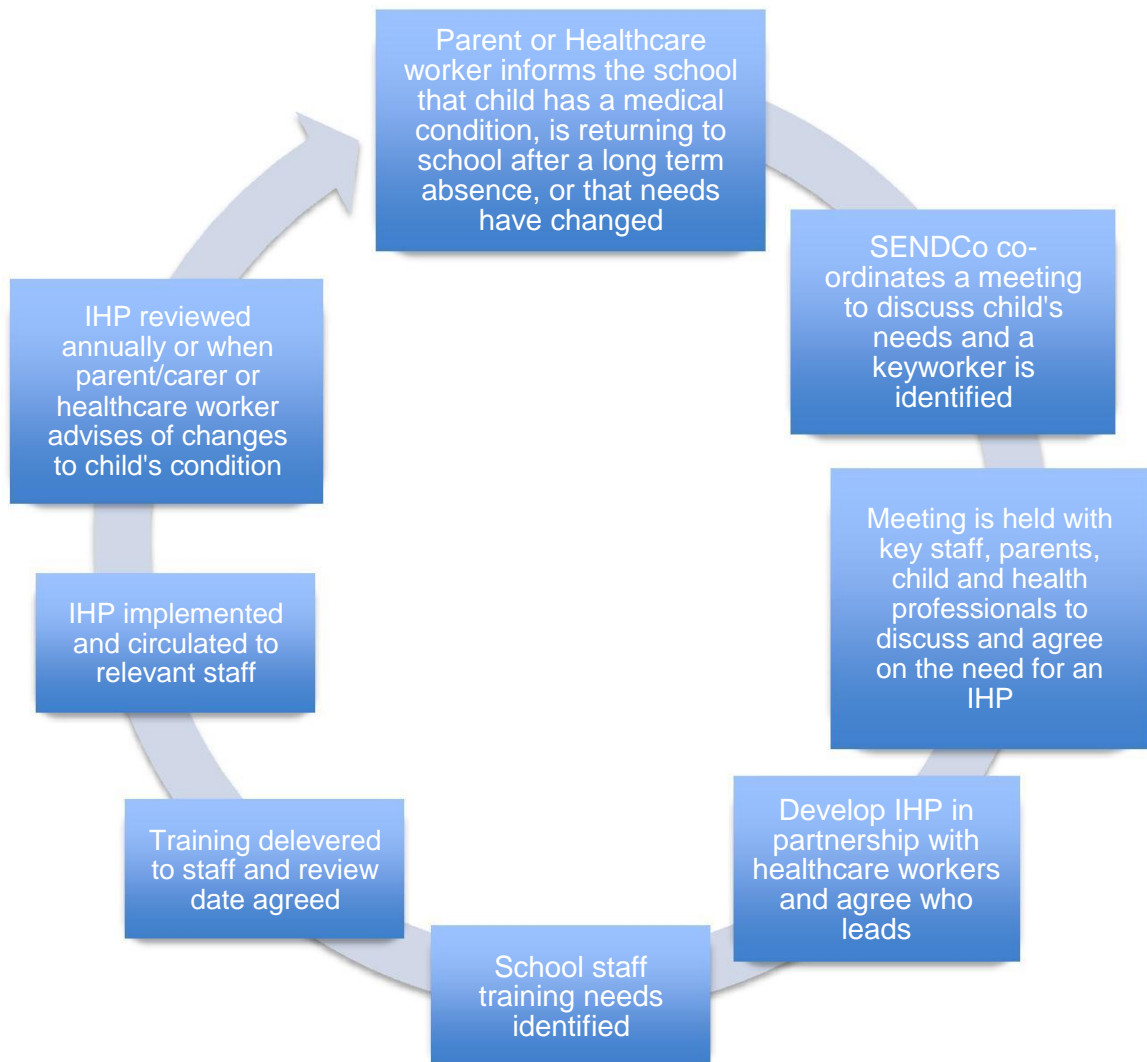 Parent or Healthcare
worker informs the school
that child has a medical
condition, is returning to
school after a long term
absence, or that needs
have changed
SENDCo co-
ordinates a meeting
to discuss child's
needs and a
keyworker is
identified
Meeting is held with
key staff, parents,
child and health
professionals to
discuss and agree
on the need for an
IHP
Develop IHP in
partnership with
healthcare workers
and agree who
leads
School staff
training needs
identified
Training delevered
to staff and review
date agreed
IHP implemented
and circulated to
relevant staff
IHP reviewed
annually or when
parent/carer or
healthcare worker
advises of changes
to child's condition